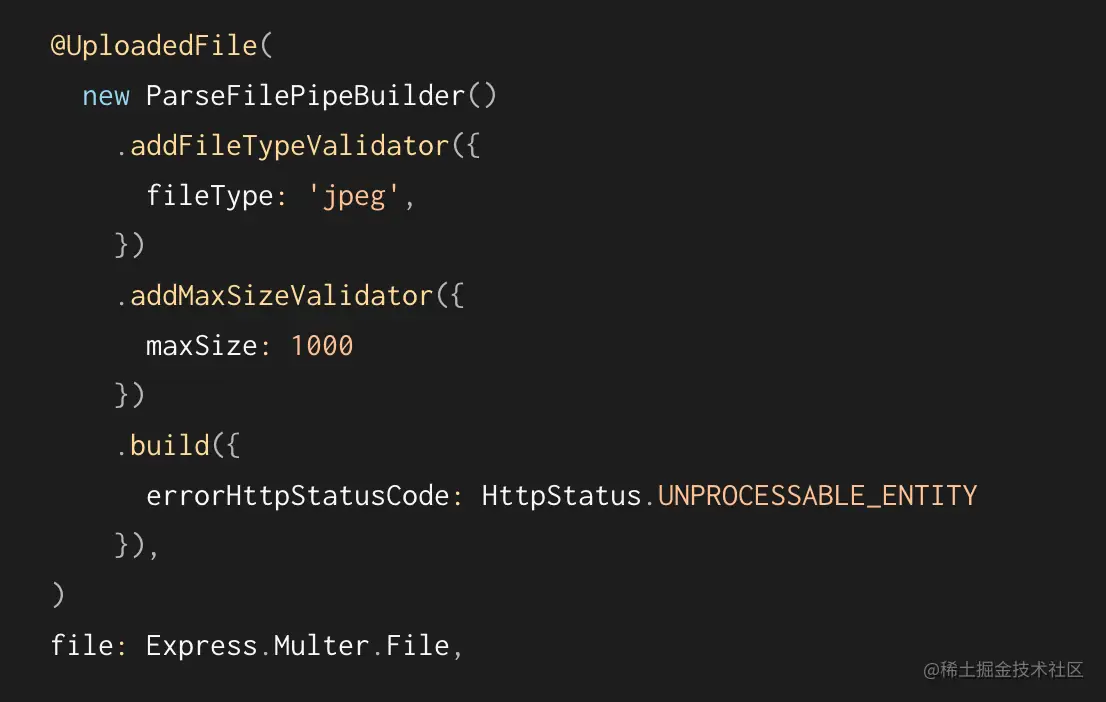 @UploadedFile(
  new ParseFilePipeBuilder()
    .addFileTypeValidator({
      fileType: 'jpeg',
    })
    .addMaxSizeValidator({
      maxSize: 1000
    })
    .build({
      errorHttpStatusCode: HttpStatus.UNPROCESSABLE_ENTITY
    }),
)
file: Express.Multer.File,
@稀土掘金技术社区